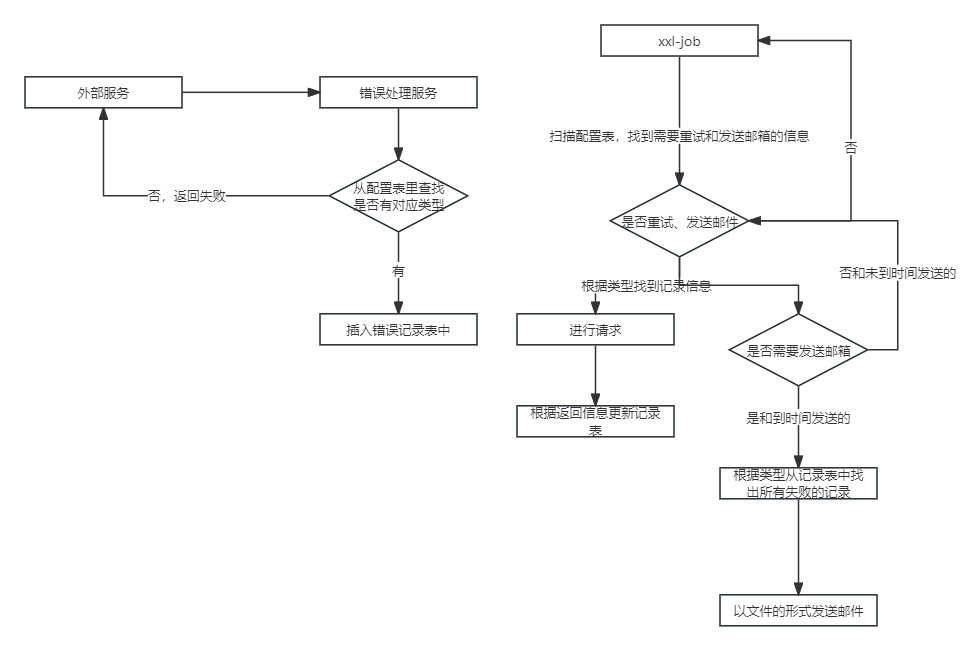 外部服务
错误处理服务
否，返回失败
从配置表里查找
是否有对应类型
有
插入错误记录表中
xxl-job
扫描配置表，找到需要重试和发送邮箱的信息
否
是否重试、发送邮件
根据类型找到记录信息
否和未到时间发送的
进行请求
是否需要发送邮箱
根据返回信息更新记录
表
是和到时间发送的
根据类型从记录表中找
出所有失败的记录
以文件的形式发送邮件